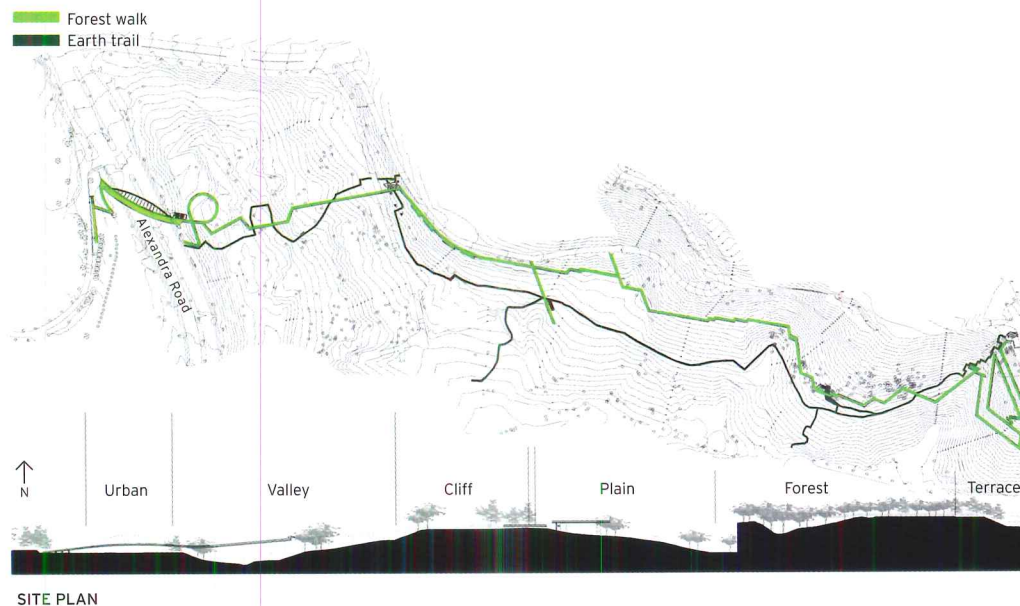 Forest walk
Earth trail
Alexandra Road
N
Urban
Valley
Cliff
Plain
Forest
Terrace
SITE PLAN